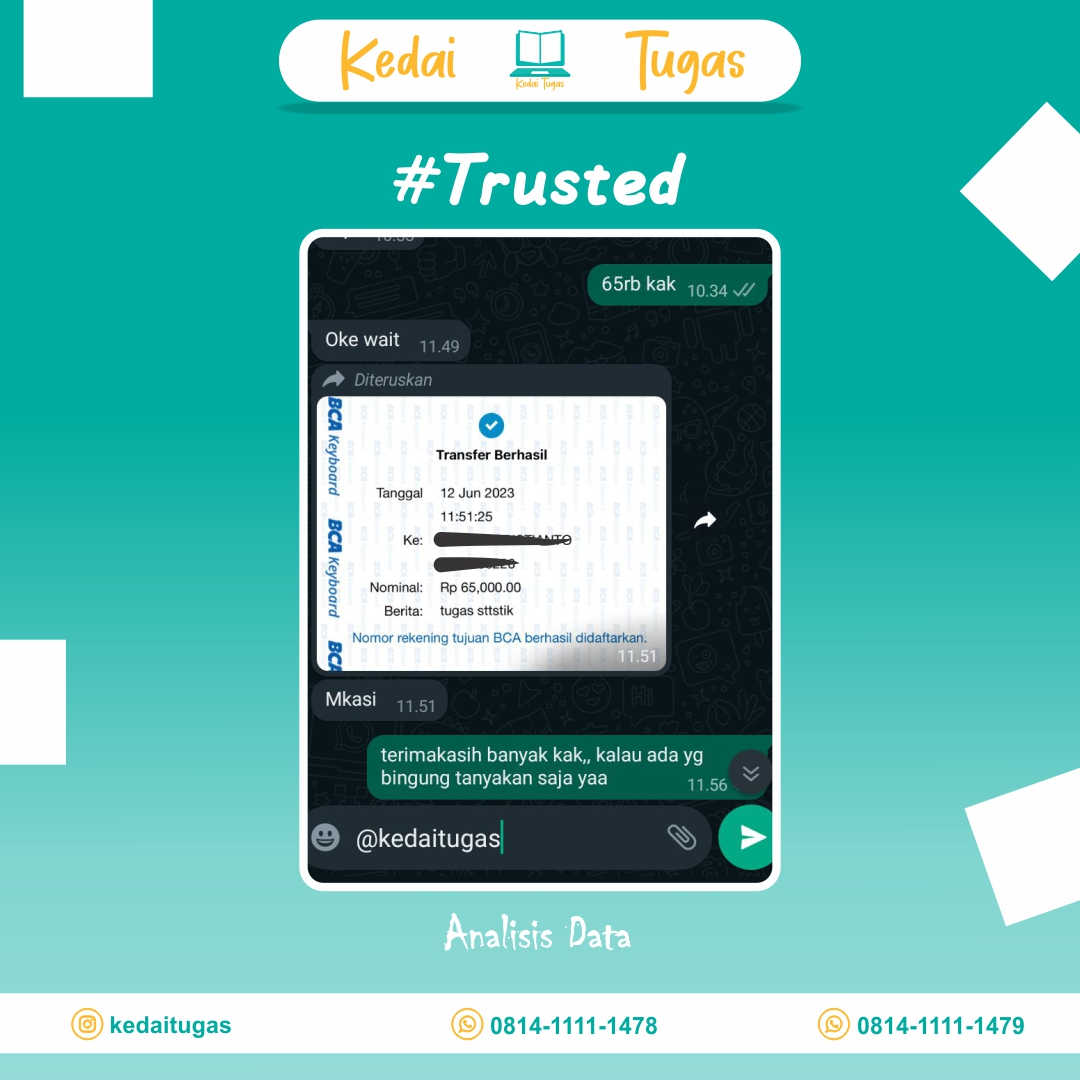 Kedai Tugas
Kedai Tugas
#Trusted
10.33
65rb kak 10.34
Oke wait 11.49
Diteruskan
BCA Keyboard
BCA Keyboard
BCA
Transfer Berhasil
Tanggal 12 Jun 2023
11:51:25
Ke:
Nominal: Rp 65,000.00
Berita: tugas sttstik
Nomor rekening tujuan BCA berhasil didaftarkan.
11.51
Mkasi 11.51
terimakasih banyak kak,, kalau ada yg
bingung tanyakan saja yaa 11.56
@kedaitugas
Analisis Data
kedaitugas 0814-1111-1478 0814-1111-1479